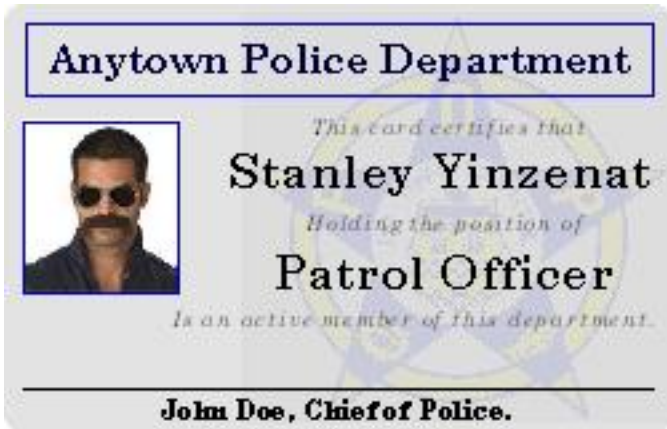 Anytown Police Department
This card certifies that
Stanley Yinzenat
Holding the position of
Patrol Officer
Is an active member of this department.
John Doe, Chief of Police.